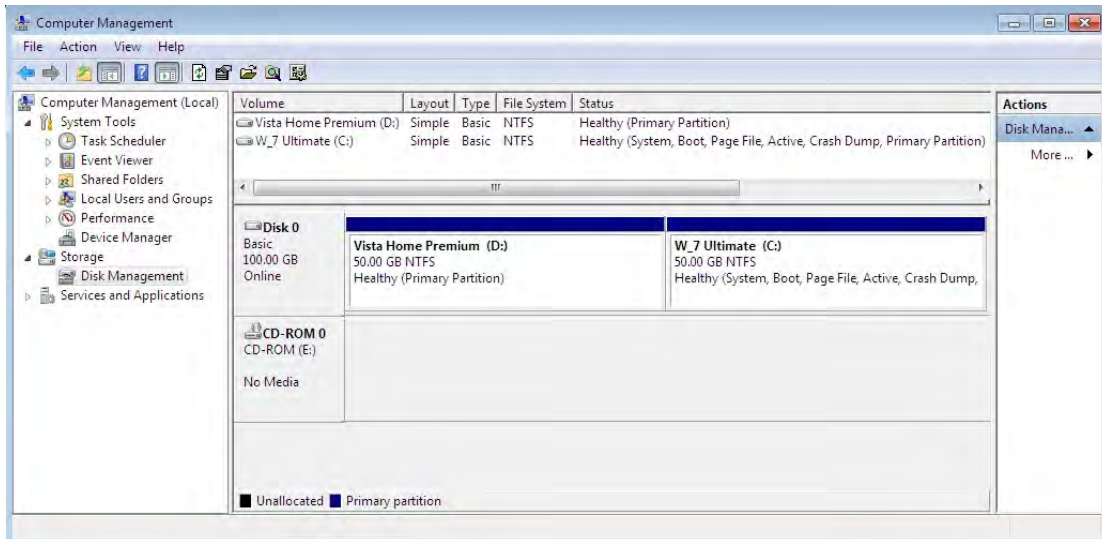 Computer Management
File Action View Help
Computer Management (Local)
System Tools
Task Scheduler
Event Viewer
Shared Folders
Local Users and Groups
Performance
Device Manager
Storage
Disk Management
Services and Applications
Volume Layout Type File System Status
Vista Home Premium (D:) Simple Basic NTFS Healthy (Primary Partition)
W_7 Ultimate (C:) Simple Basic NTFS Healthy (System, Boot, Page File, Active, Crash Dump, Primary Partition)
Disk 0
Basic
100.00 GB
Online
Vista Home Premium (D:)
50.00 GB NTFS
Healthy (Primary Partition)
W_7 Ultimate (C:)
50.00 GB NTFS
Healthy (System, Boot, Page File, Active, Crash Dump,
CD-ROM 0
CD-ROM (E:)
No Media
Unallocated Primary partition
Actions
Disk Mana...
More ...